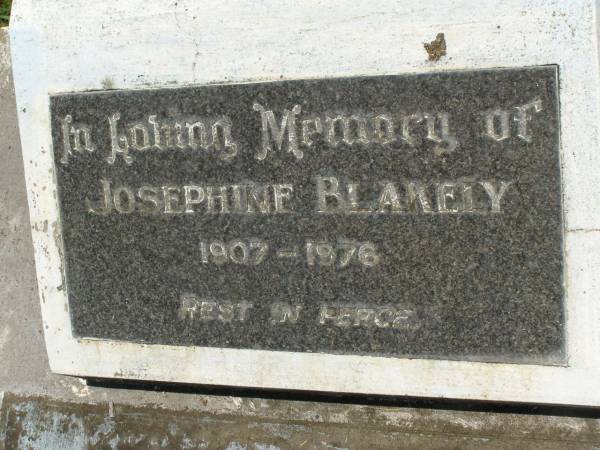 In Loving Memory of
JOSEPHINE BLAKELY
1907 - 1976
REST IN PEACE.